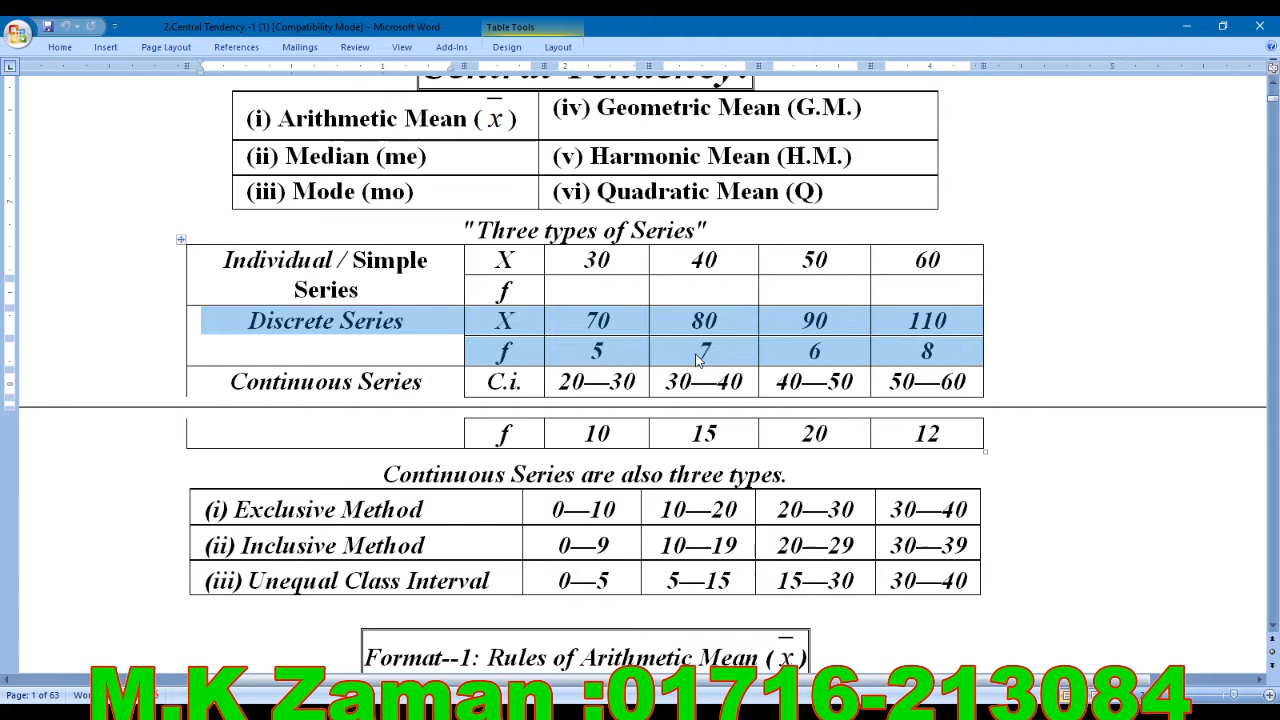 2.Central Tendency.-1 (1) [Compatibility Mode] - Microsoft Word
Table Tools
Home Insert Page Layout References Mailings Review View Add-Ins Design Layout
Central Tendency.
(i) Arithmetic Mean ( x̄ ) (iv) Geometric Mean (G.M.)
(ii) Median (me) (v) Harmonic Mean (H.M.)
(iii) Mode (mo) (vi) Quadratic Mean (Q)
"Three types of Series"
Individual / Simple X 30 40 50 60
Series f
Discrete Series X 70 80 90 110
f 5 7 6 8
Continuous Series C.i. 20—30 30—40 40—50 50—60
f 10 15 20 12
Continuous Series are also three types.
(i) Exclusive Method 0—10 10—20 20—30 30—40
(ii) Inclusive Method 0—9 10—19 20—29 30—39
(iii) Unequal Class Interval 0—5 5—15 15—30 30—40
Format--1: Rules of Arithmetic Mean ( x̄ )
Page: 1 of 63
M.K Zaman :01716-213084